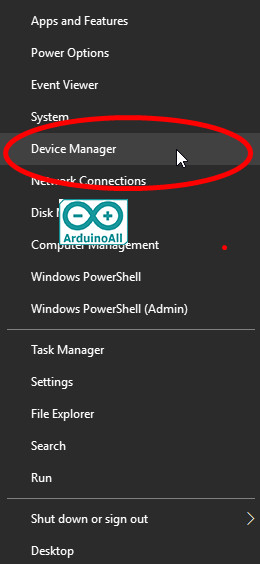 Apps and Features
Power Options
Event Viewer
System
Device Manager
Network Connections
Disk
ArduinoAll
Computer Management
Windows PowerShell
Windows PowerShell (Admin)
Task Manager
Settings
File Explorer
Search
Run
Shut down or sign out
Desktop